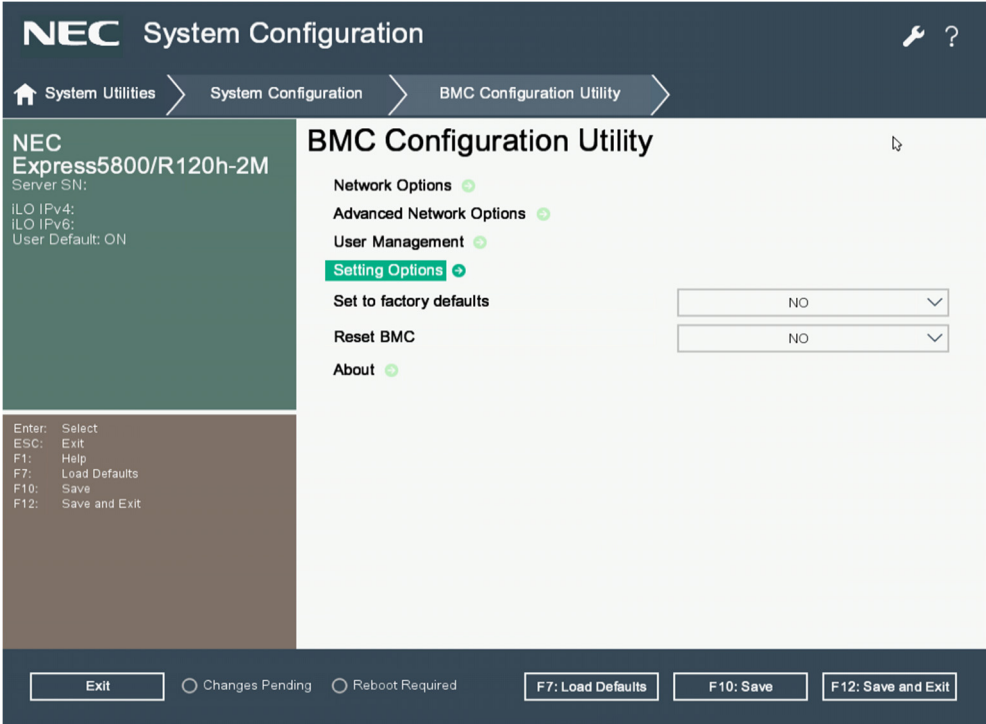 NEC System Configuration
?
System Utilities
System Configuration
BMC Configuration Utility
NEC
Express5800/R120h-2M
Server SN:
iLO IPv4:
iLO IPv6:
User Default: ON
Enter: Select
ESC: Exit
F1: Help
F7: Load Defaults
F10: Save
F12: Save and Exit
BMC Configuration Utility
Network Options
Advanced Network Options
User Management
Setting Options
Set to factory defaults NO
Reset BMC NO
About
Exit
Changes Pending
Reboot Required
F7: Load Defaults
F10: Save
F12: Save and Exit